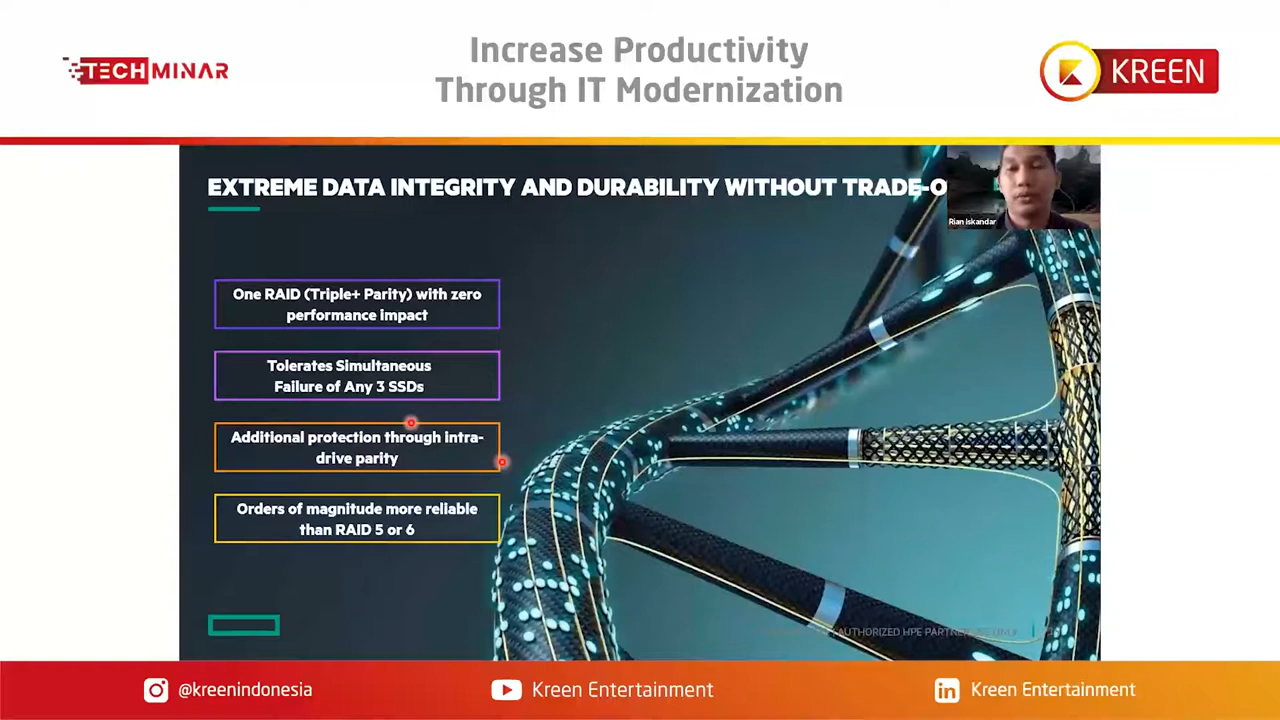 Increase Productivity
Through IT Modernization
TECHMINAR
KREEN
EXTREME DATA INTEGRITY AND DURABILITY WITHOUT TRADE-O
Rian Iskandar
One RAID (Triple+ Parity) with zero
performance impact
Tolerates Simultaneous
Failure of Any 3 SSDs
Additional protection through intra-
drive parity
Orders of magnitude more reliable
than RAID 5 or 6
AUTHORIZED HPE PARTNER
@kreenindonesia
Kreen Entertainment
Kreen Entertainment